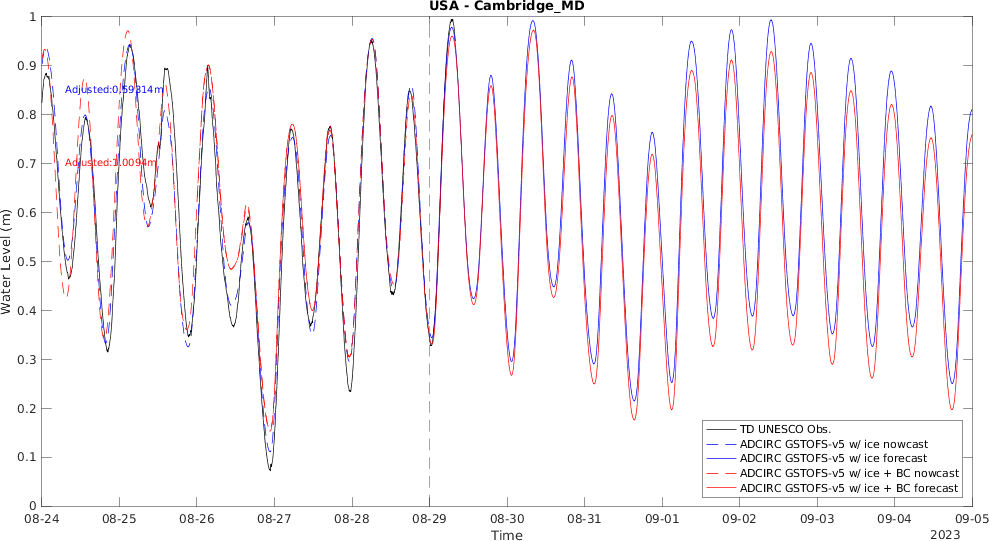 USA - Cambridge_MD
1
0.9
0.8
0.7
0.6
0.5
0.4
0.3
0.2
0.1
0
Water Level (m)
Adjusted:0.59314m
Adjusted:1.0094m
TD UNESCO Obs.
ADCIRC GSTOFS-v5 w/ ice nowcast
ADCIRC GSTOFS-v5 w/ ice forecast
ADCIRC GSTOFS-v5 w/ ice + BC nowcast
ADCIRC GSTOFS-v5 w/ ice + BC forecast
08-24 08-25 08-26 08-27 08-28 08-29 08-30 08-31 09-01 09-02 09-03 09-04 09-05
Time
2023